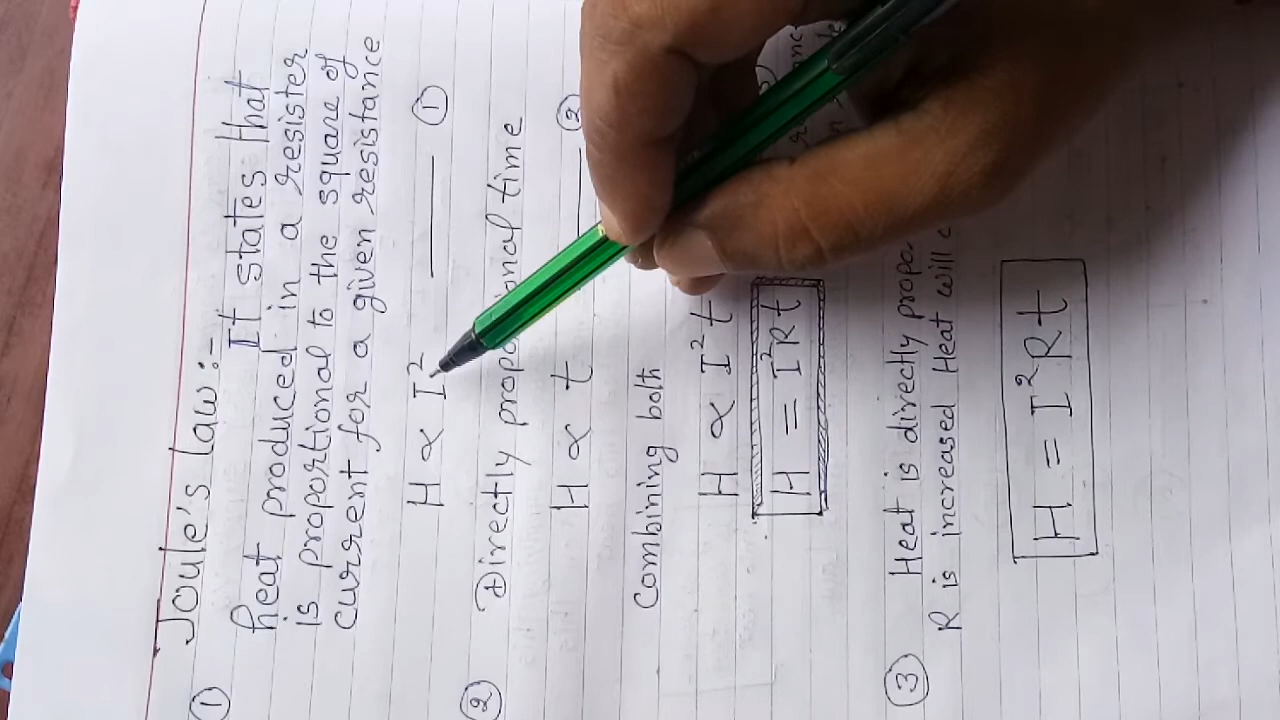 Joule's law:-
① It states that
heat produced in a resister
is proportional to the square of
current for a given resistance
H ∝ I² —— ①
② Directly propo ional time
H ∝ t —— ②
Combining both
H ∝ I²t
H = I²Rt
③ Heat is directly propo
R is increased Heat will
H = I²Rt